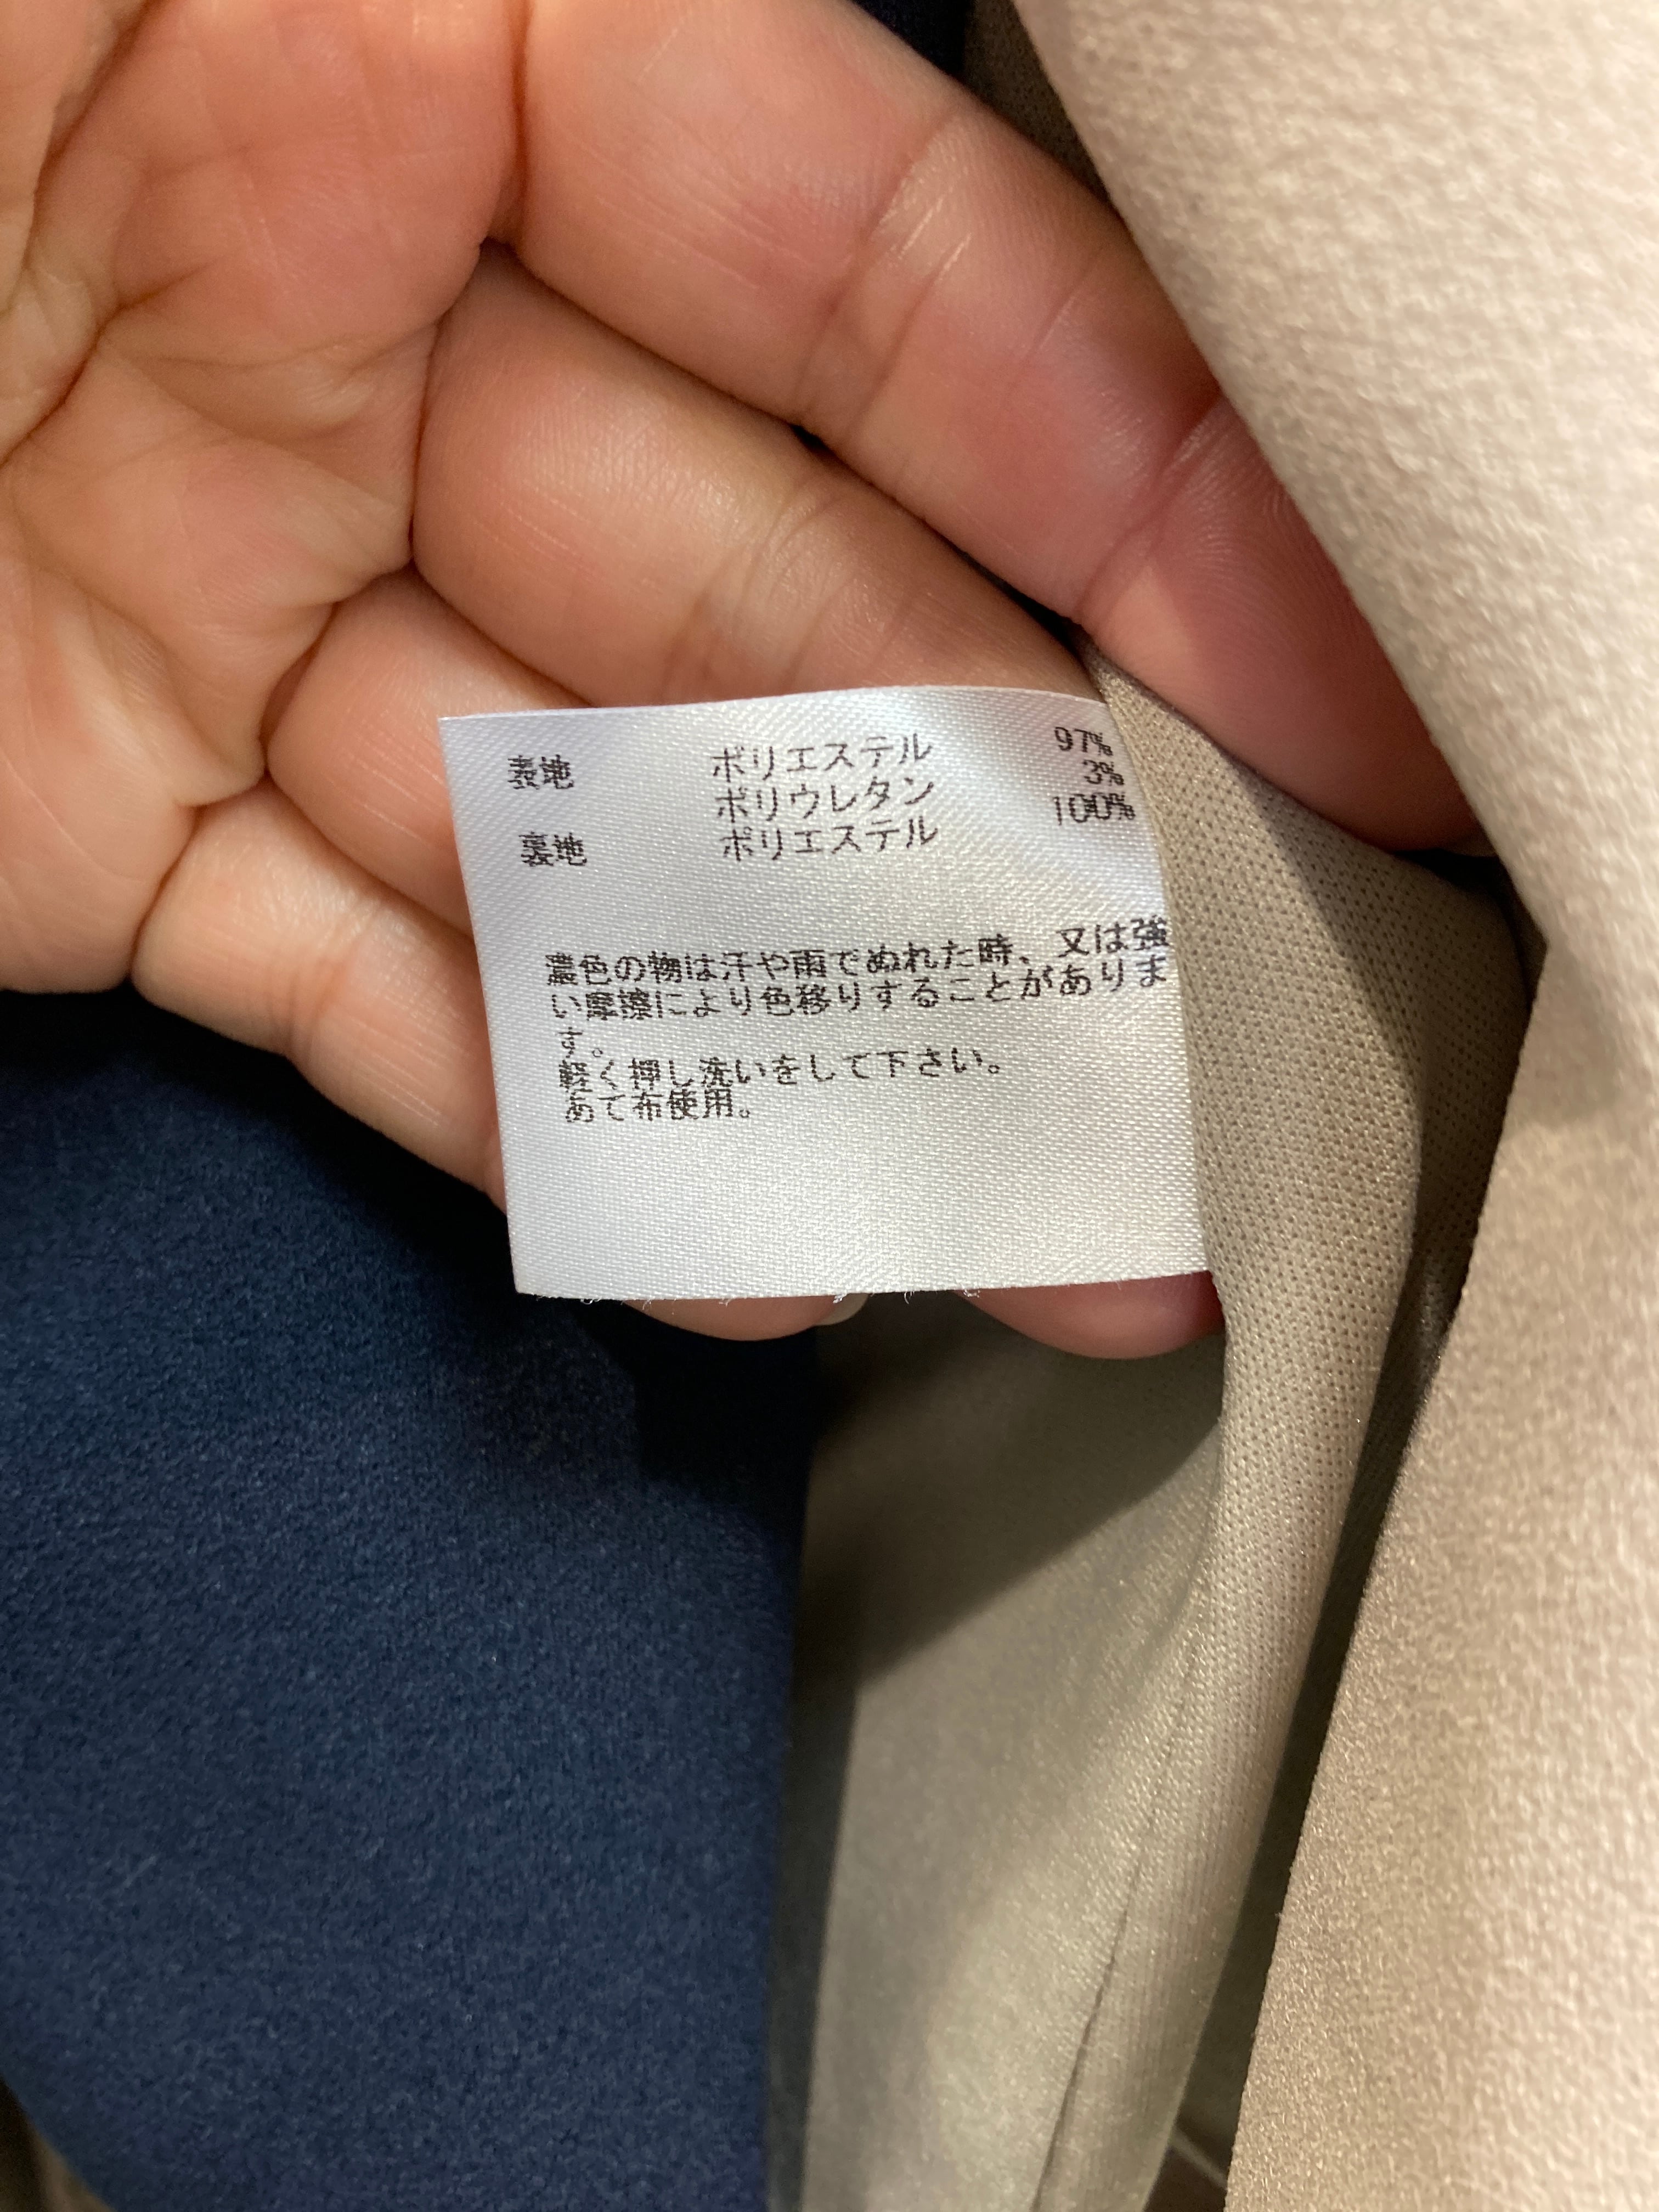 表地 ポリエステル 97%
ポリウレタン 3%
裏地 ポリエステル 100%
濃色の物は汗や雨でぬれた時、又は強
い摩擦により色移りすることがありま
す。
軽く押し洗いをして下さい。
あて布使用。